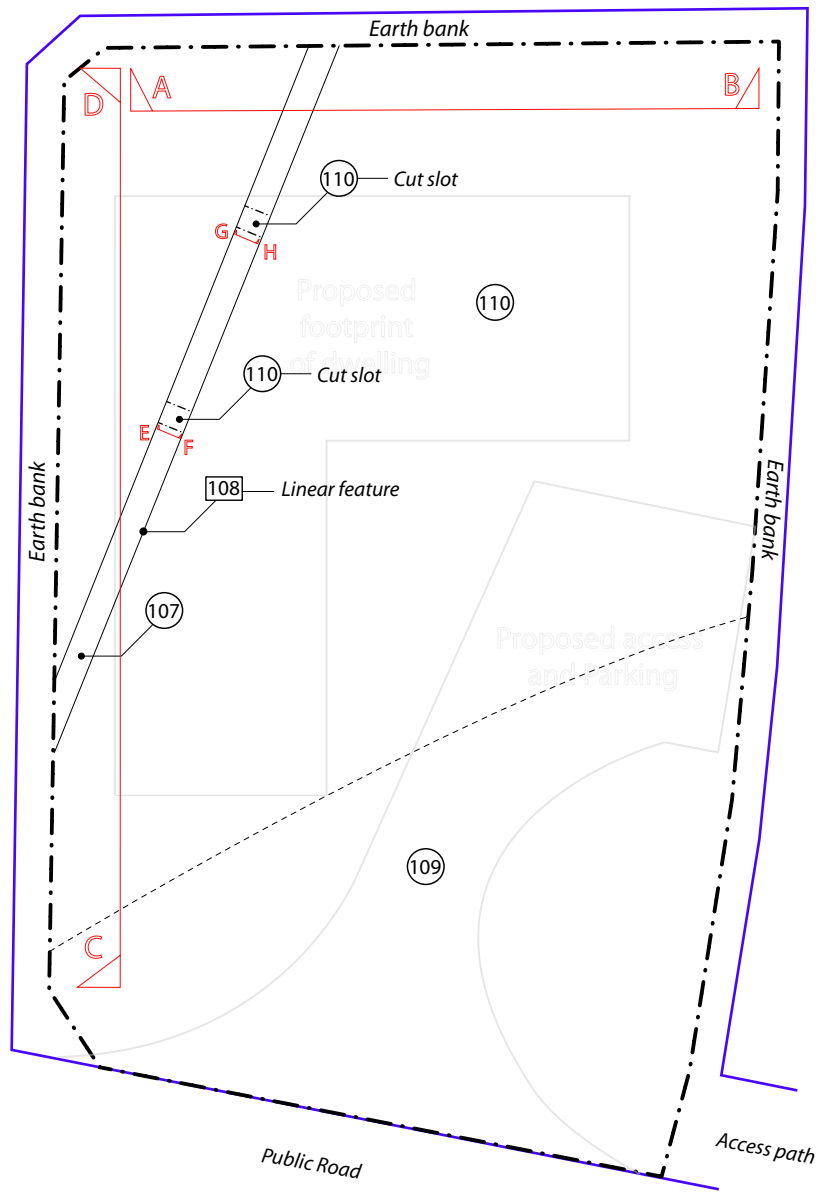 Earth bank
A
B
D
110 Cut slot
G
H
Proposed
footprint
of dwelling
110
110 Cut slot
E
F
108 Linear feature
Earth bank
Earth bank
107
Proposed access
and Parking
109
C
Public Road
Access path